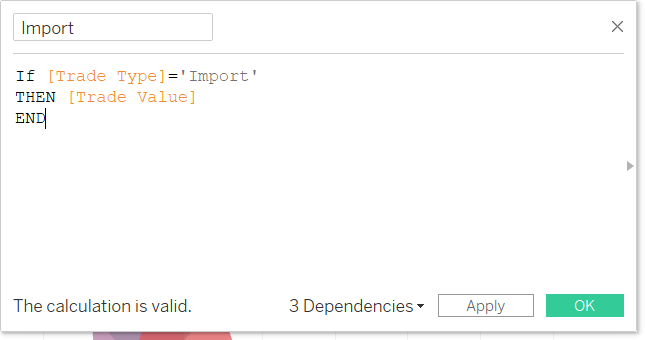 Import
If [Trade Type]='Import'
THEN [Trade Value]
END
The calculation is valid.
3 Dependencies
Apply
OK